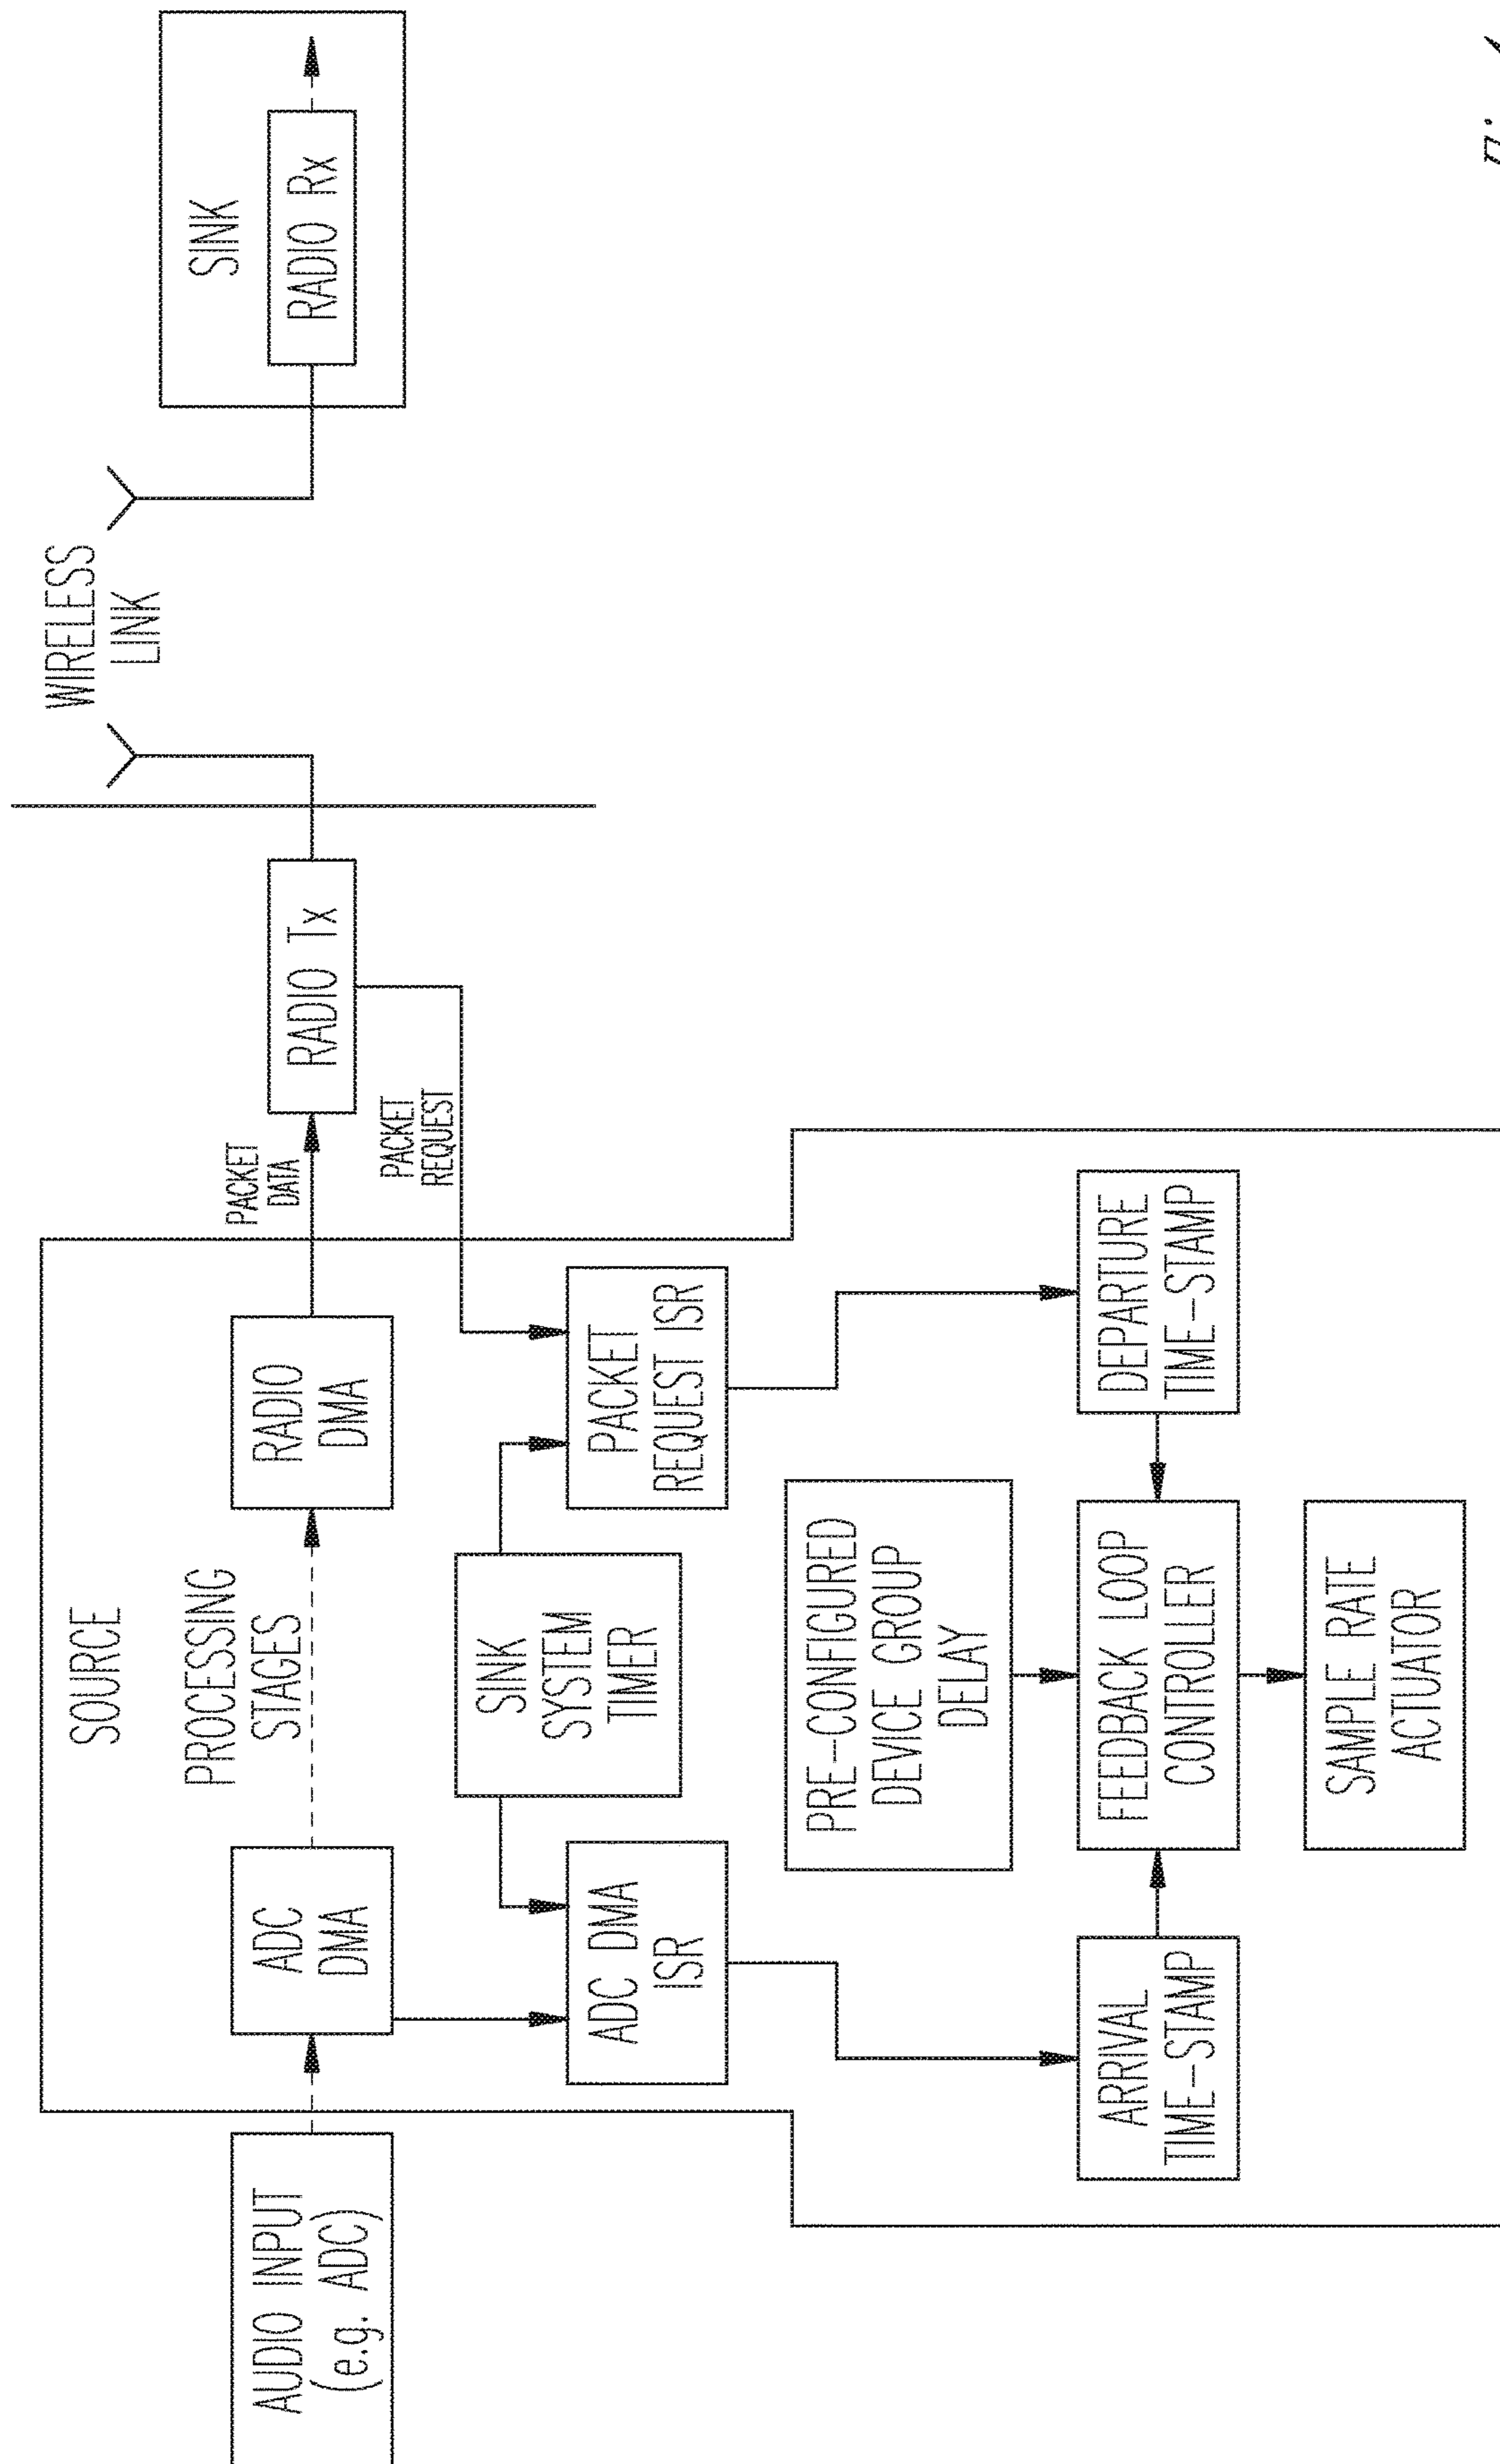 SOURCE
AUDIO INPUT
(e.g. ADC)
ADC
DMA
PROCESSING
STAGES
RADIO
DMA
PACKET
DATA
RADIO Tx
PACKET
REQUEST
WIRELESS
LINK
SINK
RADIO Rx
SINK
SYSTEM
TIMER
ADC DMA
ISR
PACKET
REQUEST ISR
PRE-CONFIGURED
DEVICE GROUP
DELAY
ARRIVAL
TIME-STAMP
FEEDBACK LOOP
CONTROLLER
DEPARTURE
TIME-STAMP
SAMPLE RATE
ACTUATOR